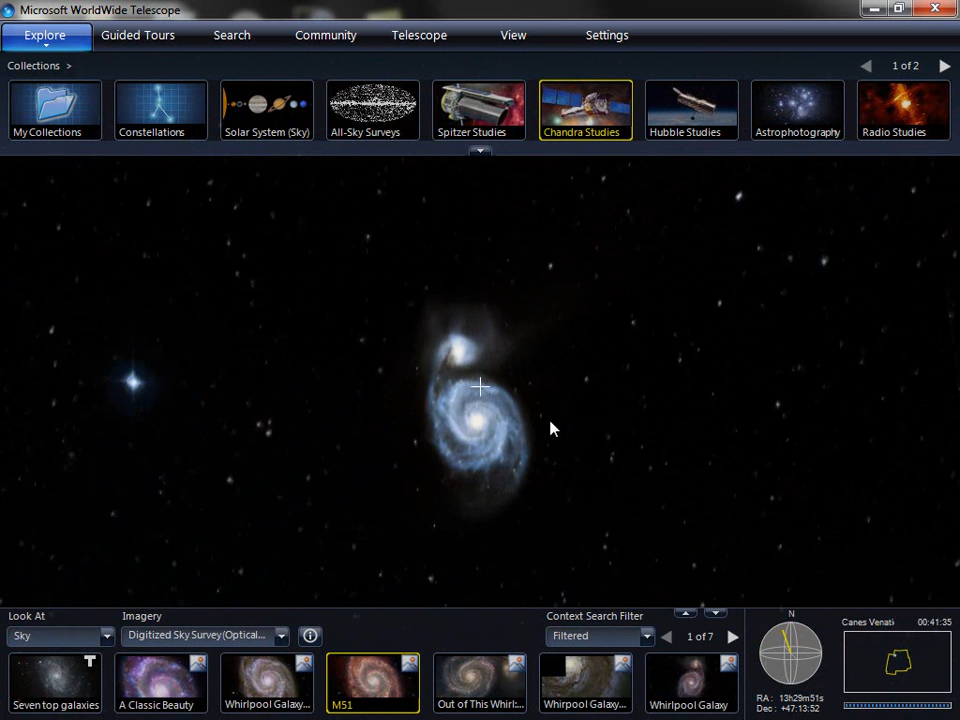 Microsoft WorldWide Telescope
Explore Guided Tours Search Community Telescope View Settings
Collections > 1 of 2
My Collections Constellations Solar System (Sky) All-Sky Surveys Spitzer Studies Chandra Studies Hubble Studies Astrophotography Radio Studies
Look At Imagery Context Search Filter
Sky Digitized Sky Survey(Optical... Filtered 1 of 7
Seven top galaxies A Classic Beauty Whirlpool Galaxy... M51 Out of This Whirl:... Whirpool Galaxy... Whirlpool Galaxy
N
RA : 13h29m51s
Dec : +47:13:52
Canes Venati 00:41:35